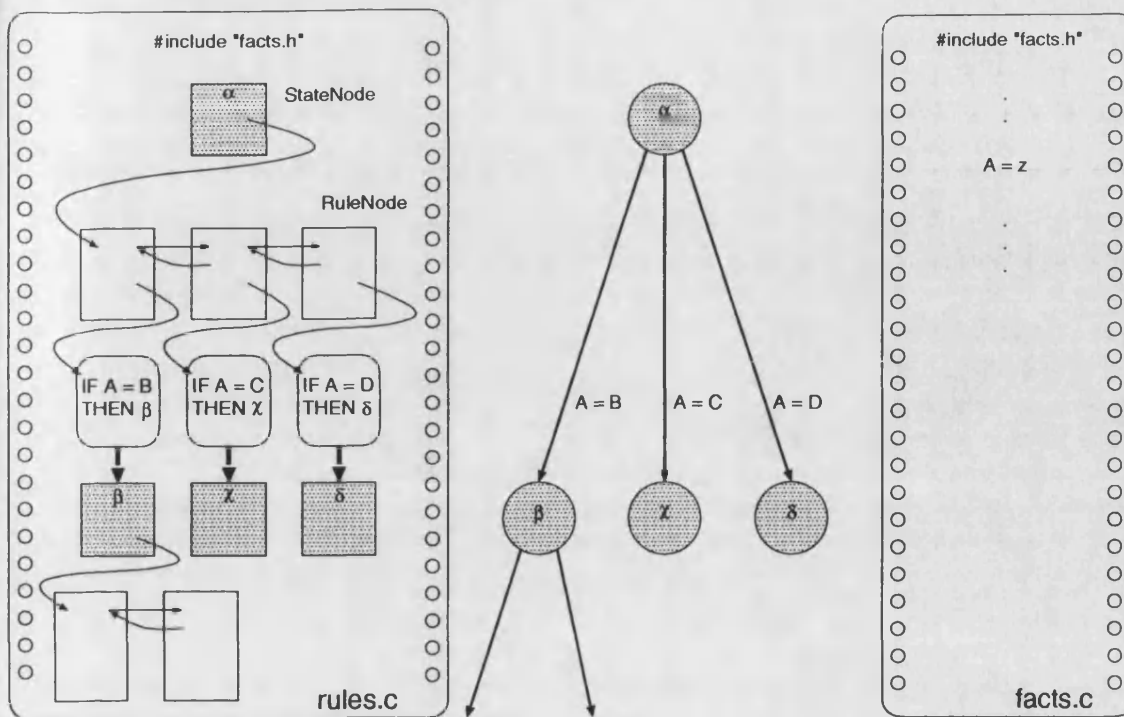 #include "facts.h"
α
StateNode
RuleNode
IF A = B
THEN β
IF A = C
THEN χ
IF A = D
THEN δ
β
χ
δ
rules.c
α
A = B
A = C
A = D
β
χ
δ
#include "facts.h"
A = z
facts.c